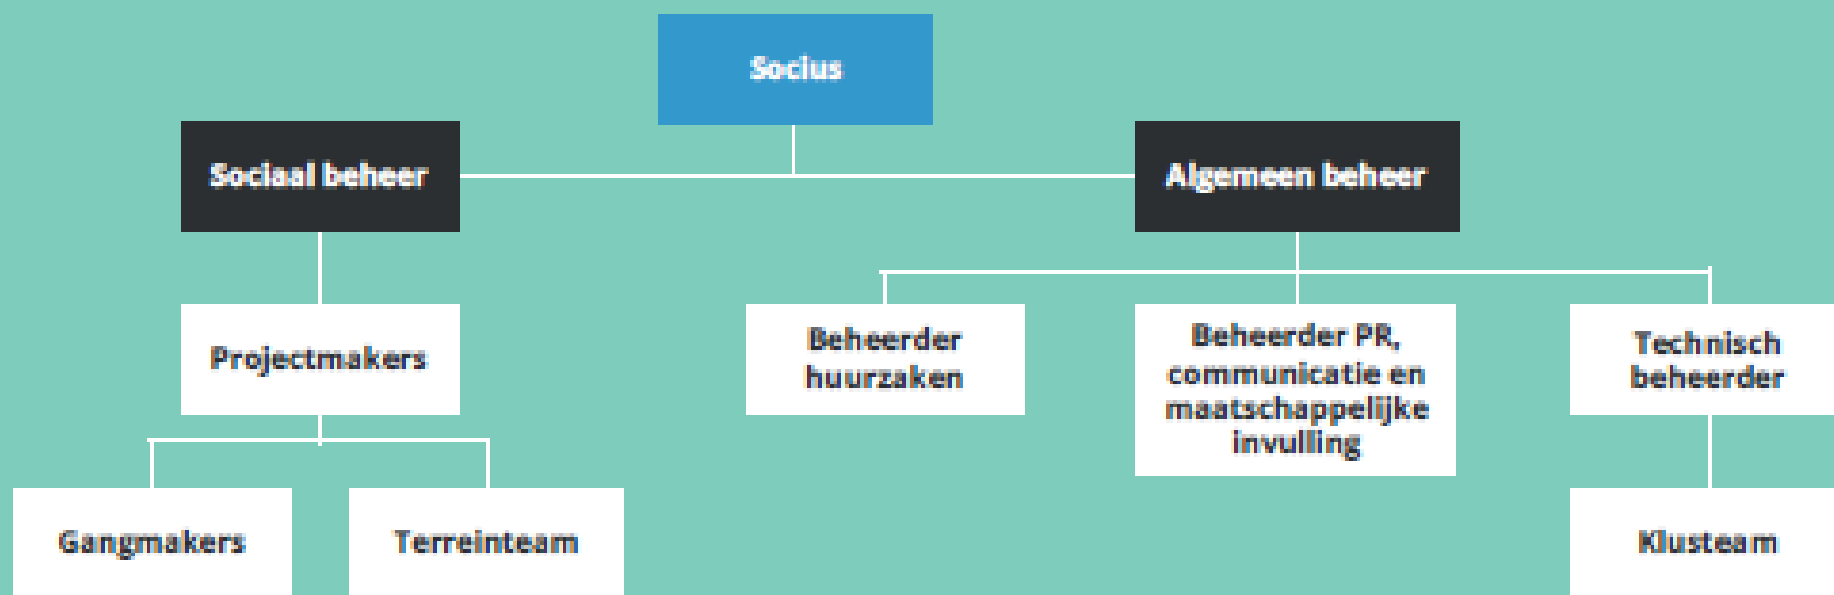 Socius
Sociaal beheer
Algemeen beheer
Projectmakers
Beheerder
huurzaken
Beheerder PR,
communicatie en
maatschappelijke
invulling
Technisch
beheerder
Gangmakers
Terreinteam
Klusteam